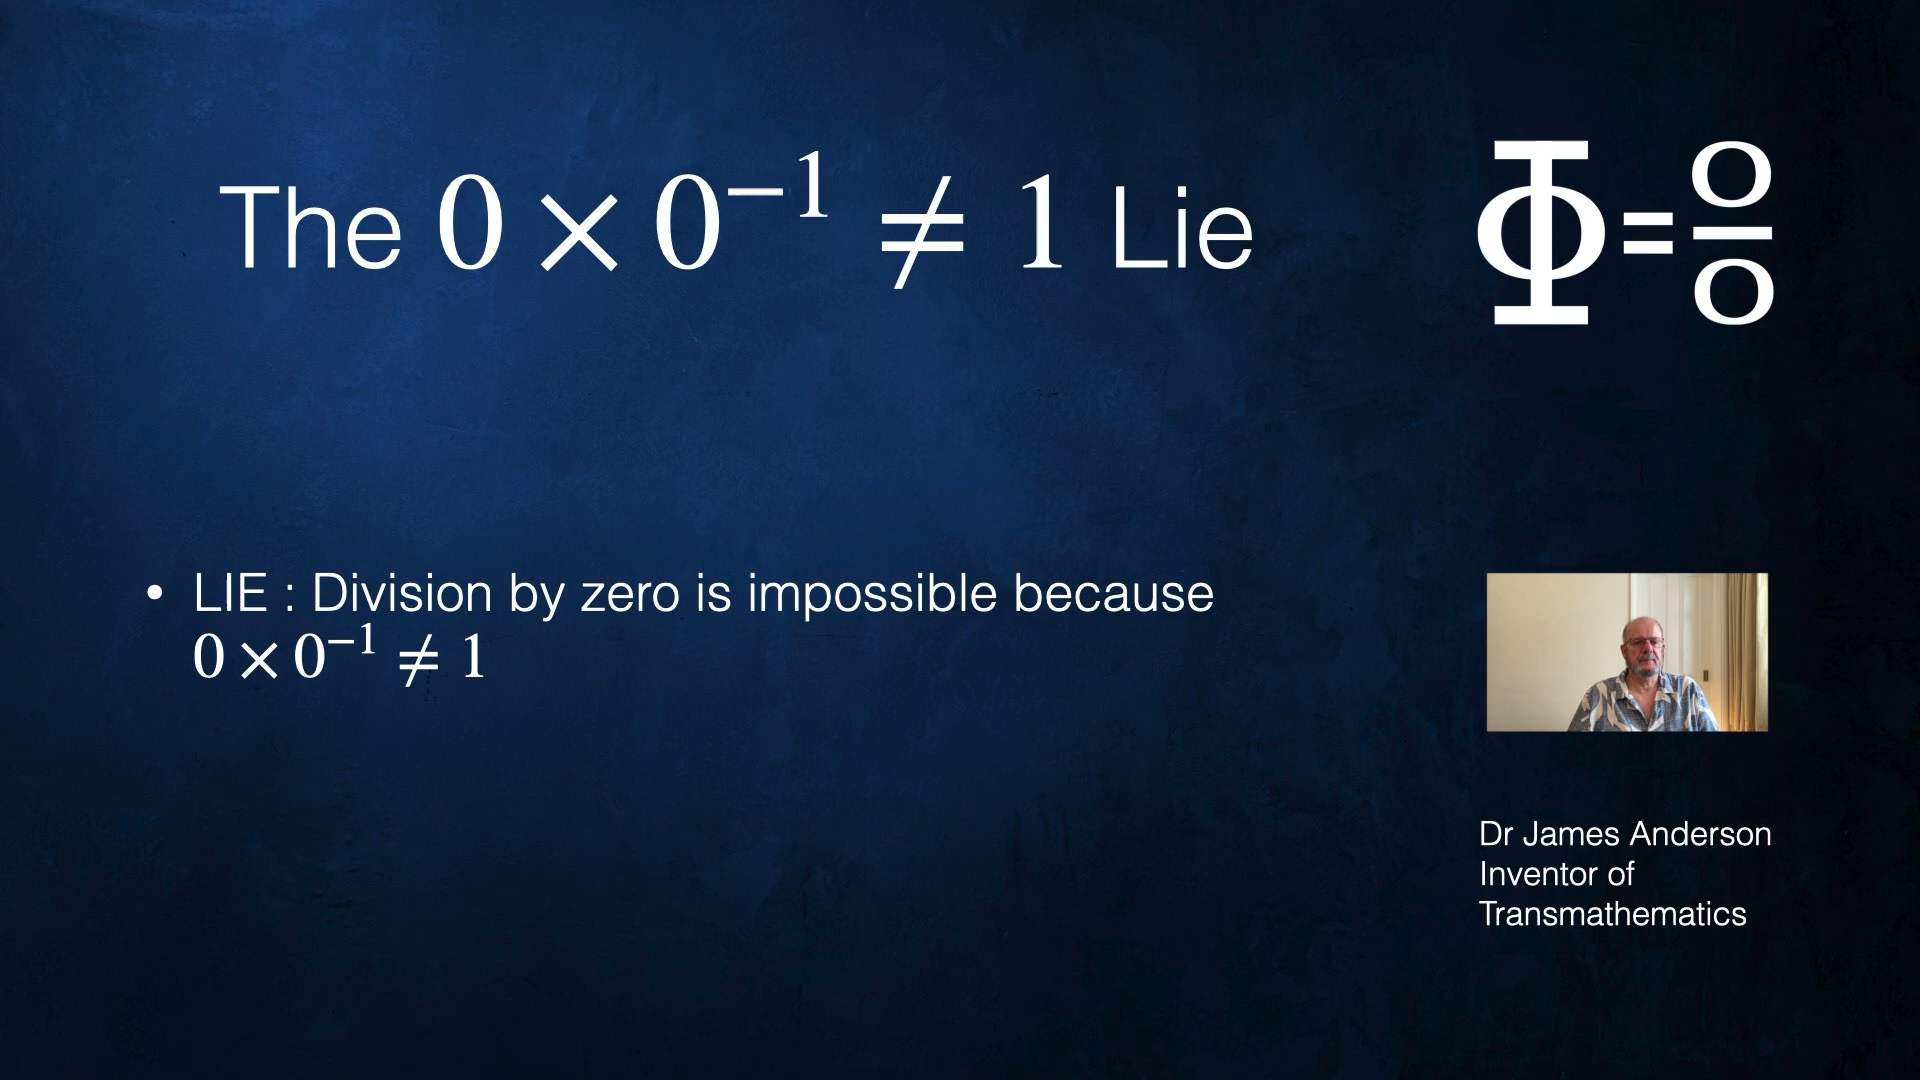 The 0 × 0⁻¹ ≠ 1 Lie
Φ = 0/0
• LIE : Division by zero is impossible because
0 × 0⁻¹ ≠ 1
Dr James Anderson
Inventor of
Transmathematics